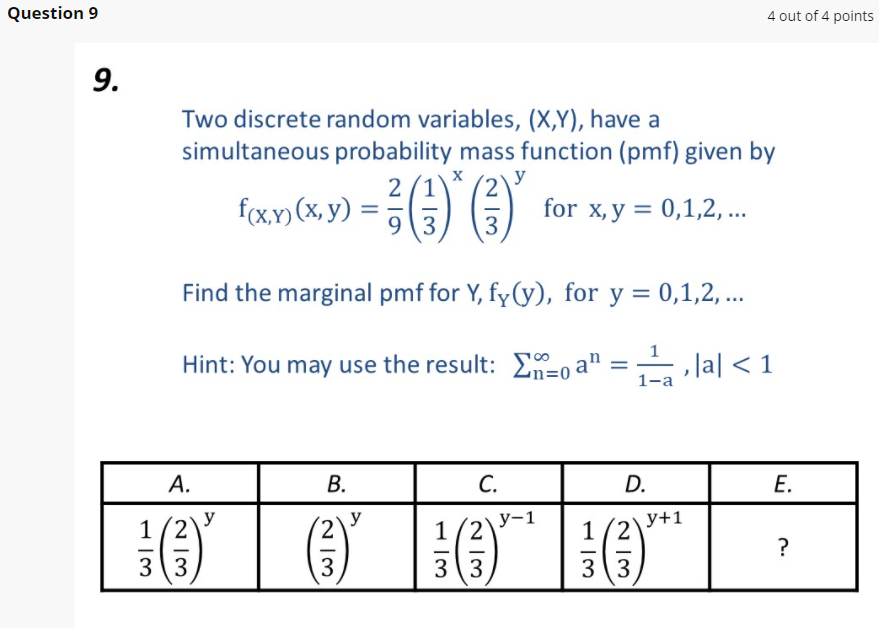 Question 9
4 out of 4 points
9.
Two discrete random variables, (X,Y), have a
simultaneous probability mass function (pmf) given by
f₍X,Y₎(x, y) = 2/9 (1/3)^x (2/3)^y for x, y = 0,1,2, ...
Find the marginal pmf for Y, f_Y(y), for y = 0,1,2, ...
Hint: You may use the result: ∑_{n=0}^{∞} a^n = 1/(1−a) , |a| < 1
A. B. C. D. E.
1/3 (2/3)^y (2/3)^y 1/3 (2/3)^{y−1} 1/3 (2/3)^{y+1} ?